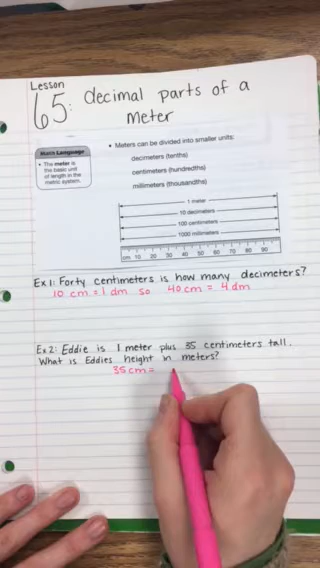 Lesson
65: decimal parts of a
meter
• Meters can be divided into smaller units:
decimeters (tenths)
centimeters (hundredths)
millimeters (thousandths)
Math Language
• The meter is
the basic unit
of length in the
metric system.
1 meter
10 decimeters
100 centimeters
1000 millimeters
cm 10 20 30 40 50 60 70 80 90
Ex 1: Forty centimeters is how many decimeters?
10 cm = 1 dm so 40 cm = 4 dm
Ex 2: Eddie is 1 meter plus 35 centimeters tall.
What is Eddies height in meters?
35 cm =